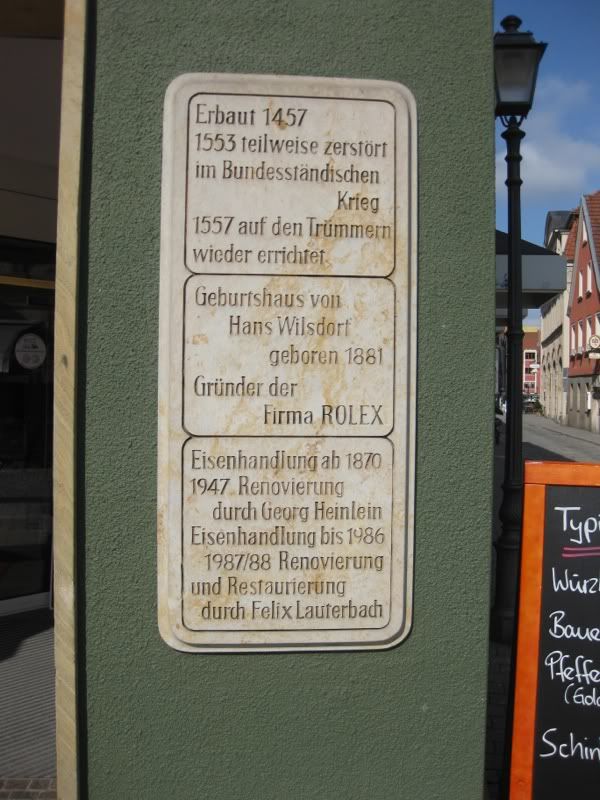 Erbaut 1457
1553 teilweise zerstört
im Bundesständischen
Krieg
1557 auf den Trümmern
wieder errichtet.
Geburtshaus von
Hans Wilsdorf
geboren 1881
Gründer der
Firma ROLEX
Eisenhandlung ab 1870
1947 Renovierung
durch Georg Heinlein
Eisenhandlung bis 1986
1987/88 Renovierung
und Restaurierung
durch Felix Lauterbach
Typi
Würz
Baue
Pfeffe
(Gold
Schin